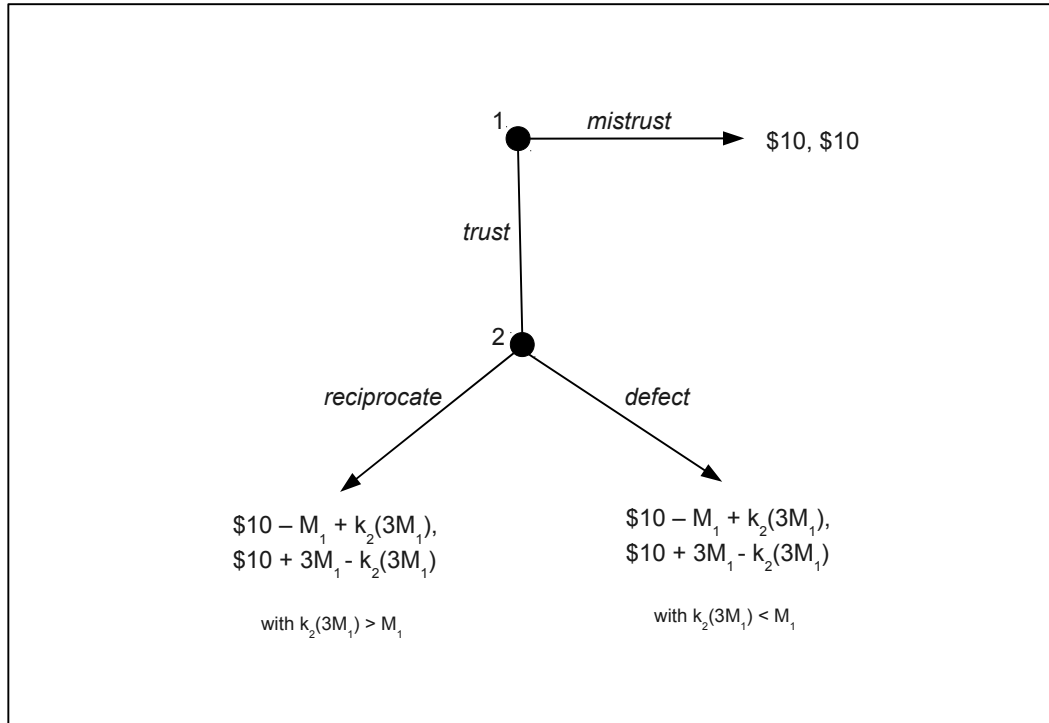 1
mistrust
$10, $10
trust
2
reciprocate
defect
$10 – M₁ + k₂(3M₁),
$10 + 3M₁ - k₂(3M₁)
with k₂(3M₁) > M₁
$10 – M₁ + k₂(3M₁),
$10 + 3M₁ - k₂(3M₁)
with k₂(3M₁) < M₁